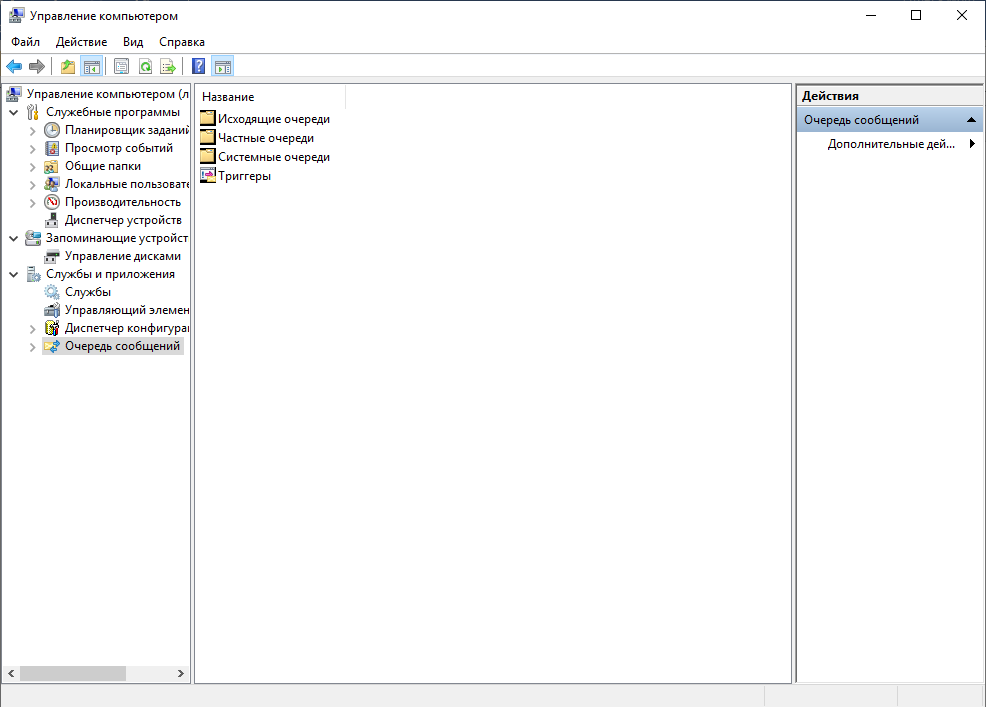 Управление компьютером
Файл Действие Вид Справка
Управление компьютером (л
Служебные программы
Планировщик заданий
Просмотр событий
Общие папки
Локальные пользовате
Производительность
Диспетчер устройств
Запоминающие устройст
Управление дисками
Службы и приложения
Службы
Управляющий элемен
Диспетчер конфигура
Очередь сообщений
Название
Исходящие очереди
Частные очереди
Системные очереди
Триггеры
Действия
Очередь сообщений
Дополнительные дей...